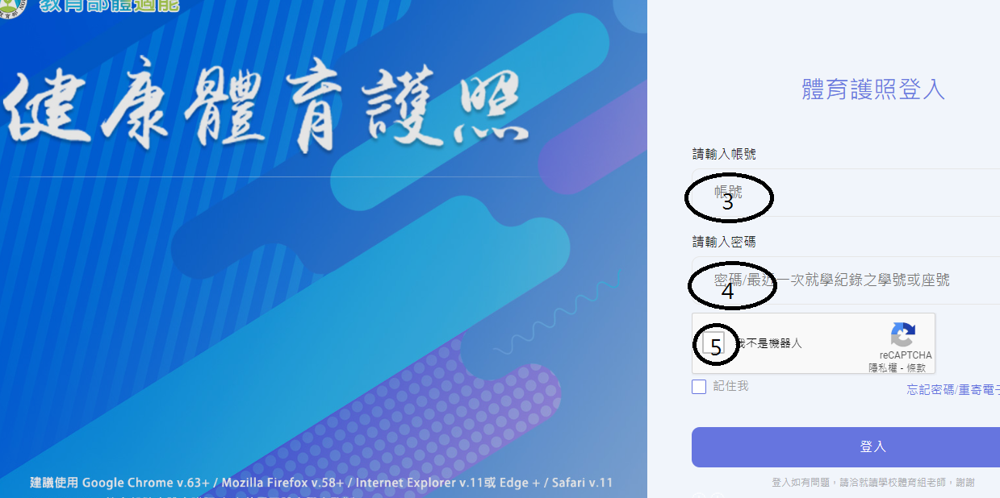 教育部體適能
健康體育護照
建議使用 Google Chrome v.63+ / Mozilla Firefox v.58+ / Internet Explorer v.11或 Edge + / Safari v.11
體育護照登入
請輸入帳號
帳號
3
請輸入密碼
密碼/最近一次就學紀錄之學號或座號
4
5
我不是機器人
reCAPTCHA
隱私權 - 條款
記住我
忘記密碼/重寄電子
登入
登入如有問題，請洽就讀學校體育組老師，謝謝